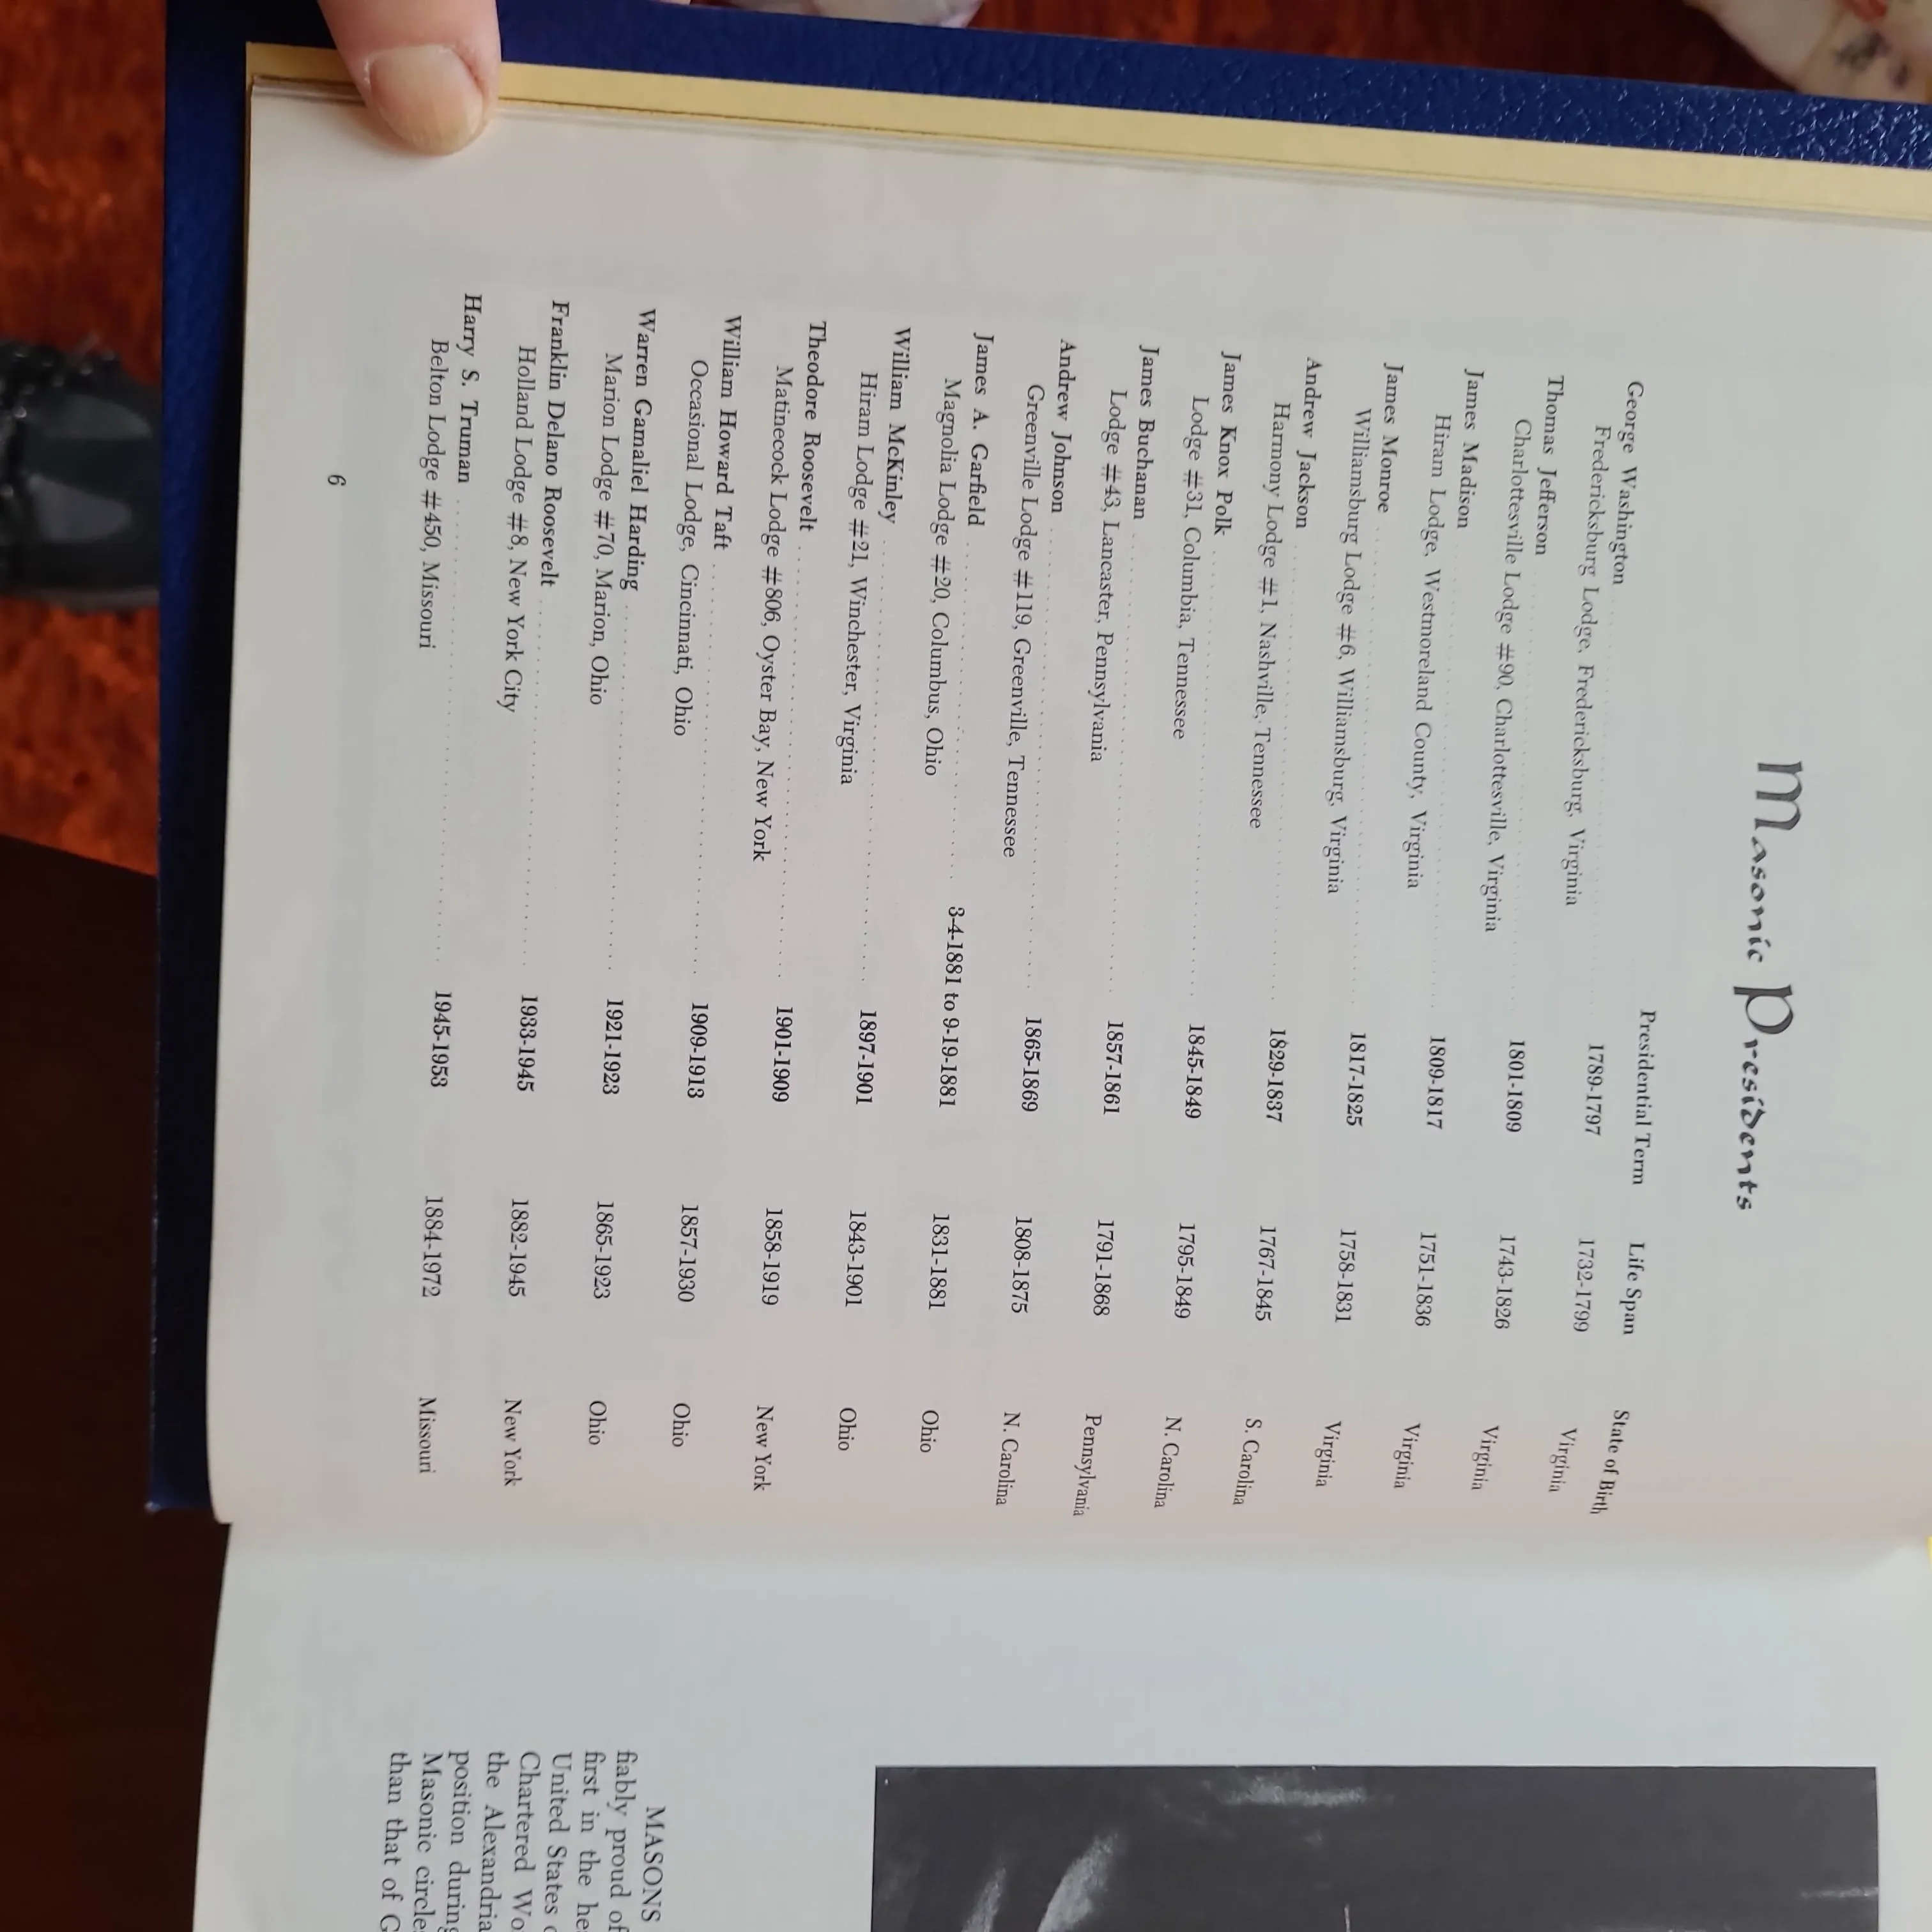 Masonic Presidents
Presidential Term Life Span State of Birth
George Washington . . . . . . . . . . 1789-1797 1732-1799 Virginia
Fredericksburg Lodge, Fredericksburg, Virginia
Thomas Jefferson . . . . . . . . . . 1801-1809 1743-1826 Virginia
Charlottesville Lodge #90, Charlottesville, Virginia
James Madison . . . . . . . . . . 1809-1817 1751-1836 Virginia
Hiram Lodge, Westmoreland County, Virginia
James Monroe . . . . . . . . . . 1817-1825 1758-1831 Virginia
Williamsburg Lodge #6, Williamsburg, Virginia
Andrew Jackson . . . . . . . . . . 1829-1837 1767-1845 S. Carolina
Harmony Lodge #1, Nashville, Tennessee
James Knox Polk . . . . . . . . . . 1845-1849 1795-1849 N. Carolina
Lodge #31, Columbia, Tennessee
James Buchanan . . . . . . . . . . 1857-1861 1791-1868 Pennsylvania
Lodge #43, Lancaster, Pennsylvania
Andrew Johnson . . . . . . . . . . 1865-1869 1808-1875 N. Carolina
Greenville Lodge #119, Greenville, Tennessee
James A. Garfield . . . . . . . . . . 3-4-1881 to 9-19-1881 1831-1881 Ohio
Magnolia Lodge #20, Columbus, Ohio
William McKinley . . . . . . . . . . 1897-1901 1843-1901 Ohio
Hiram Lodge #21, Winchester, Virginia
Theodore Roosevelt . . . . . . . . . . 1901-1909 1858-1919 New York
Matinecock Lodge #806, Oyster Bay, New York
William Howard Taft . . . . . . . . . . 1909-1913 1857-1930 Ohio
Occasional Lodge, Cincinnati, Ohio
Warren Gamaliel Harding . . . . . . . . . . 1921-1923 1865-1923 Ohio
Marion Lodge #70, Marion, Ohio
Franklin Delano Roosevelt . . . . . . . . . . 1933-1945 1882-1945 New York
Holland Lodge #8, New York City
Harry S. Truman . . . . . . . . . . 1945-1953 1884-1972 Missouri
Belton Lodge #450, Missouri
6
MASONS
fiably proud of
first in the
United States
Chartered
the Alexandria
position during
Masonic
than that of